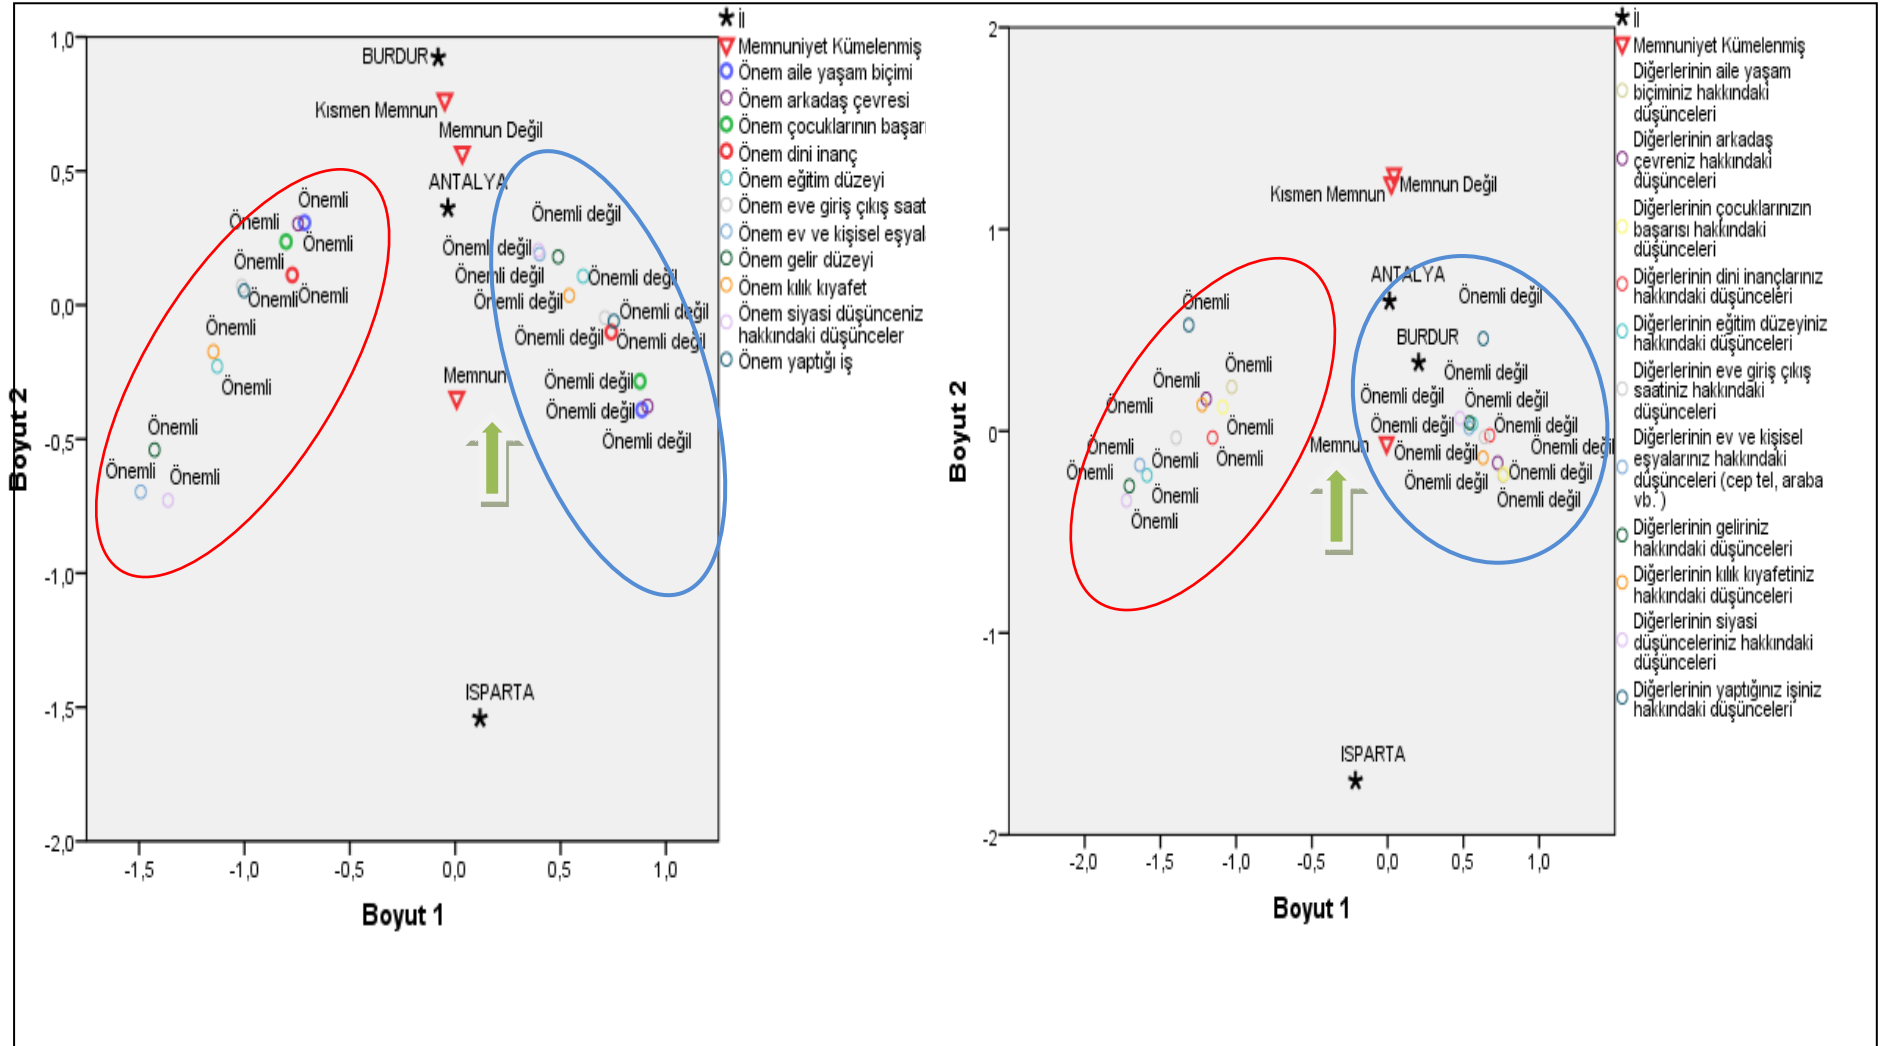 1,0
0,5
0,0
-0,5
-1,0
-1,5
-2,0
Boyut 2
-1,5
-1,0
-0,5
0,0
0,5
1,0
Boyut 1
BURDUR
Kısmen Memnun
Memnun Değil
ANTALYA
Önemli
Önemli
Önemli
Önemli
Önemli
Önemli
Önemli
Önemli
Önemli
Önemli
Önemli
Önemli değil
Önemli değil
Önemli değil
Önemli değil
Önemli değil
Önemli değil
Önemli değil
Önemli değil
Memnun
Önemli değil
Önemli değil
Önemli değil
ISPARTA
İl
Memnuniyet Kümelenmiş
Önem aile yaşam biçimi
Önem arkadaş çevresi
Önem çocuklarının başarı
Önem dini inanç
Önem eğitim düzeyi
Önem eve giriş çıkış saat
Önem ev ve kişisel eşyal
Önem gelir düzeyi
Önem kılık kıyafet
Önem siyasi düşünceniz
hakkındaki düşünceler
Önem yaptığı iş
2
1
0
-1
-2
Boyut 2
-2,0
-1,5
-1,0
-0,5
0,0
0,5
1,0
Boyut 1
Kısmen Memnun
Memnun Değil
ANTALYA
Önemli değil
Önemli
BURDUR
Önemli
Önemli
Önemli değil
Önemli değil
Önemli değil
Önemli
Önemli
Önemli değil
Önemli değil
Önemli
Memnun
Önemli değil
Önemli değil
Önemli
Önemli
Önemli
Önemli değil
Önemli değil
Önemli
Önemli değil
Önemli
ISPARTA
İl
Memnuniyet Kümelenmiş
Diğerlerinin aile yaşam
biçiminiz hakkındaki
düşünceleri
Diğerlerinin arkadaş
çevreniz hakkındaki
düşünceleri
Diğerlerinin çocuklarınızın
başarısı hakkındaki
düşünceleri
Diğerlerinin dini inançlarınız
hakkındaki düşünceleri
Diğerlerinin eğitim düzeyiniz
hakkındaki düşünceleri
Diğerlerinin eve giriş çıkış
saatiniz hakkındaki
düşünceleri
Diğerlerinin ev ve kişisel
eşyalarınız hakkındaki
düşünceleri (cep tel, araba
vb. )
Diğerlerinin geliriniz
hakkındaki düşünceleri
Diğerlerinin kılık kıyafetiniz
hakkındaki düşünceleri
Diğerlerinin siyasi
düşünceleriniz hakkındaki
düşünceleri
Diğerlerinin yaptığınız işiniz
hakkındaki düşünceleri